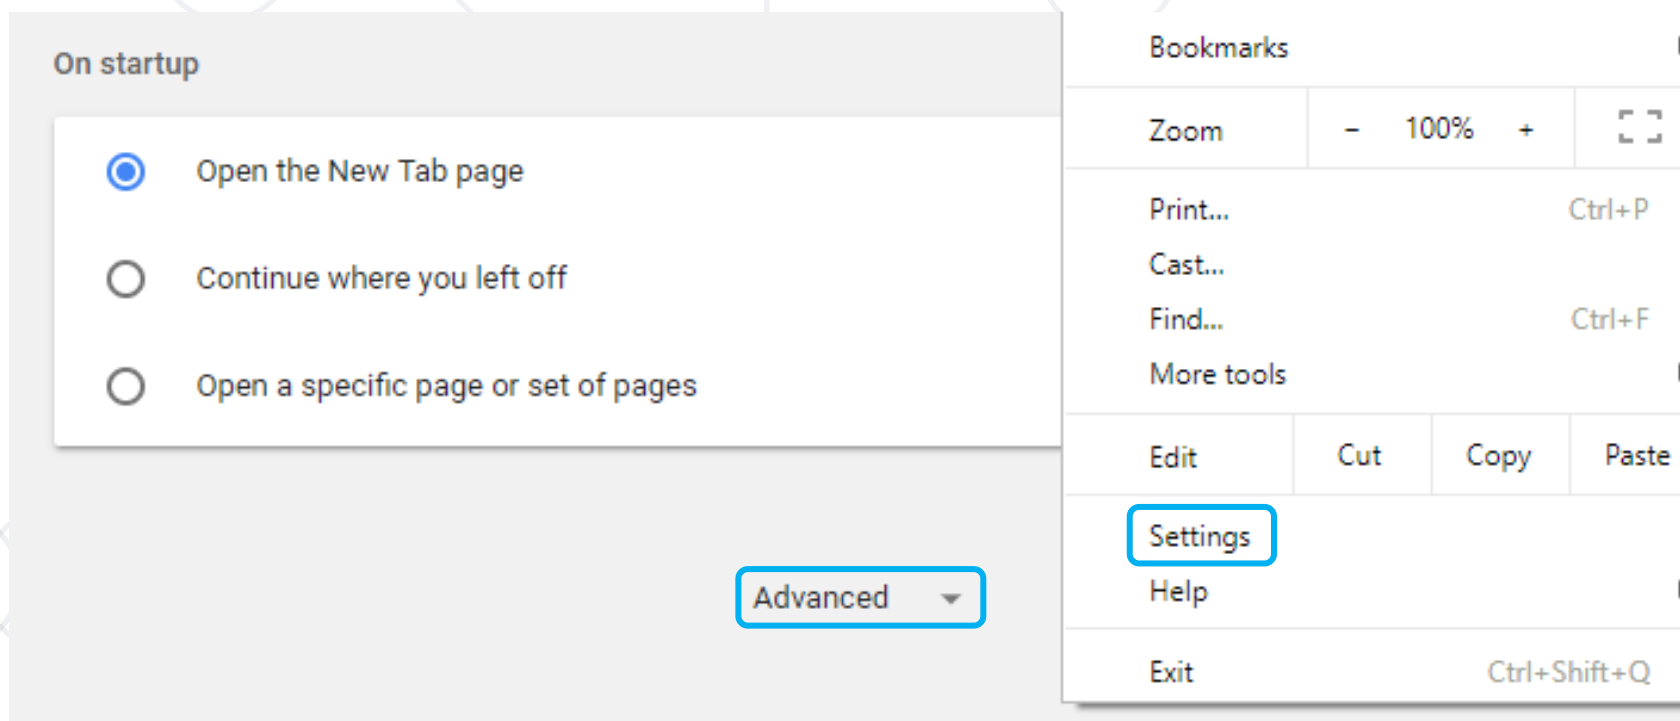 On startup
Open the New Tab page
Continue where you left off
Open a specific page or set of pages
Advanced
Bookmarks
Zoom - 100% +
Print... Ctrl+P
Cast...
Find... Ctrl+F
More tools
Edit Cut Copy Paste
Settings
Help
Exit Ctrl+Shift+Q